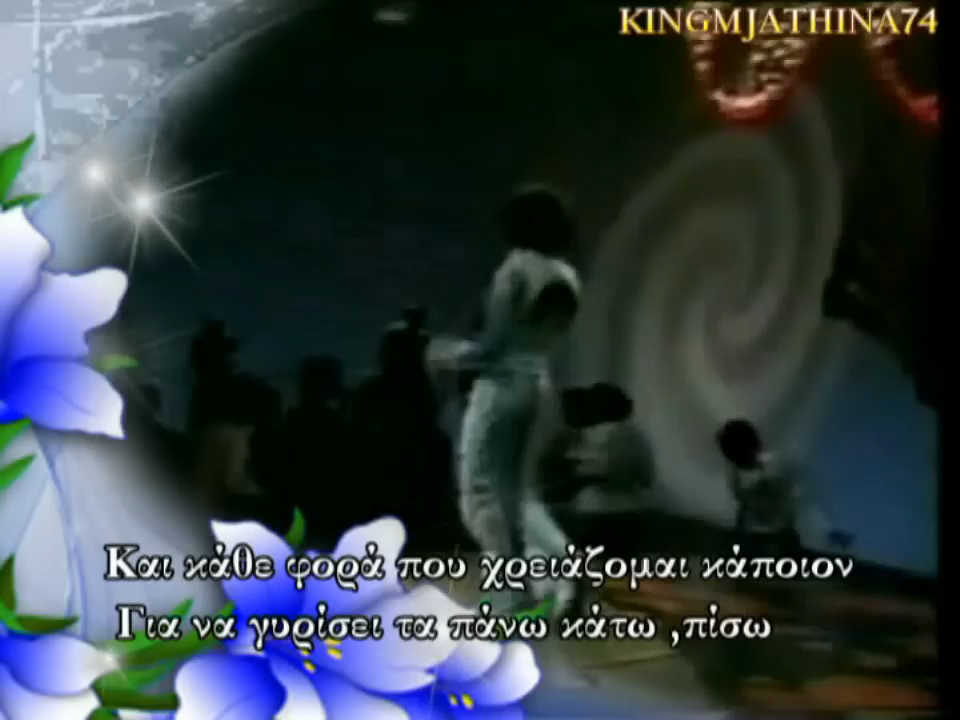 KINGMJATHINA74
Και κάθε φορά που χρειάζομαι κάποιον
Για να γυρίσει τα πάνω κάτω ,πίσω